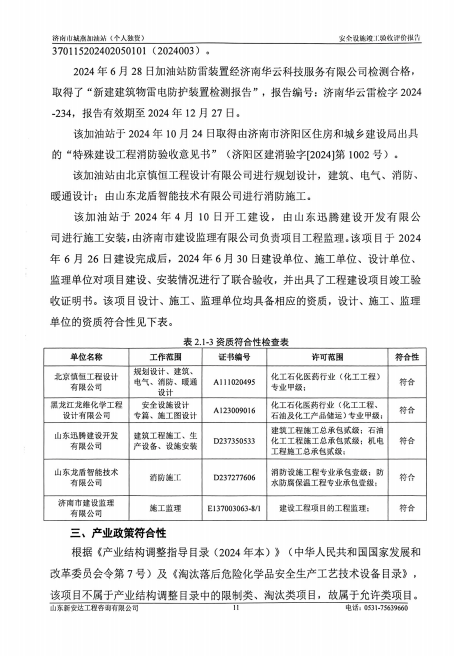 济南市城燕加油站（个人独资）	安全设施竣工验收评价报告
370115202402050101（2024003）。
2024 年 6 月 28 日加油站防雷装置经济南华云科技服务有限公司检测合格，
取得了“新建建筑物雷电防护装置检测报告”，报告编号：济南华云雷检字 2024
-234，报告有效期至 2024 年 12 月 27 日。
该加油站于 2024 年 10 月 24 日取得由济南市济阳区住房和城乡建设局出具
的“特殊建设工程消防验收意见书”（济阳区建消验字[2024]第 1002 号）。
该加油站由北京慎恒工程设计有限公司进行规划设计，建筑、电气、消防、
暖通设计；由山东龙盾智能技术有限公司进行消防施工。
该加油站于 2024 年 4 月 10 日开工建设，由山东迅腾建设开发有限公
司进行施工安装，由济南市建设监理有限公司负责项目工程监理。该项目于 2024
年 6 月 26 日建设完成后，2024 年 6 月 30 日建设单位、施工单位、设计单位、
监理单位对项目建设、安装情况进行了联合验收，并出具了工程建设项目竣工验
收证明书。该项目设计、施工、监理单位均具备相应的资质，设计、施工、监理
单位的资质符合性见下表。
表 2.1-3 资质符合性检查表
单位名称	工作范围	证书编号	许可范围	符合性
北京慎恒工程设计
有限公司
规划设计、建筑、
电气、消防、暖通
设计
A111020495
化工石化医药行业（化工工程）
专业甲级；
符合
黑龙江龙维化学工程
设计有限公司
安全设施设计
专篇、施工图设计
A123009016
化工石化医药行业（化工工程、
石油及化工产品储运）专业甲级；
符合
山东迅腾建设开发
有限公司
建筑工程施工、生
产设备、设施安装
D237350533
建筑工程施工总承包贰级；石油
化工工程施工总承包贰级；机电
工程施工总承包贰级；
符合
山东龙盾智能技术
有限公司
消防施工
D237277606
消防设施工程专业承包壹级；防
水防腐保温工程专业承包壹级；
符合
济南市建设监理
有限公司
施工监理
E137003063-8/1
建设工程项目的工程监理；
符合
三、产业政策符合性
根据《产业结构调整指导目录（2024 年本）》（中华人民共和国国家发展和
改革委员会令第 7 号）及《淘汰落后危险化学品安全生产工艺技术设备目录》，
该项目不属于产业结构调整目录中的限制类、淘汰类项目，故属于允许类项目。
山东新安达工程咨询有限公司	11	电话：0531-75639660